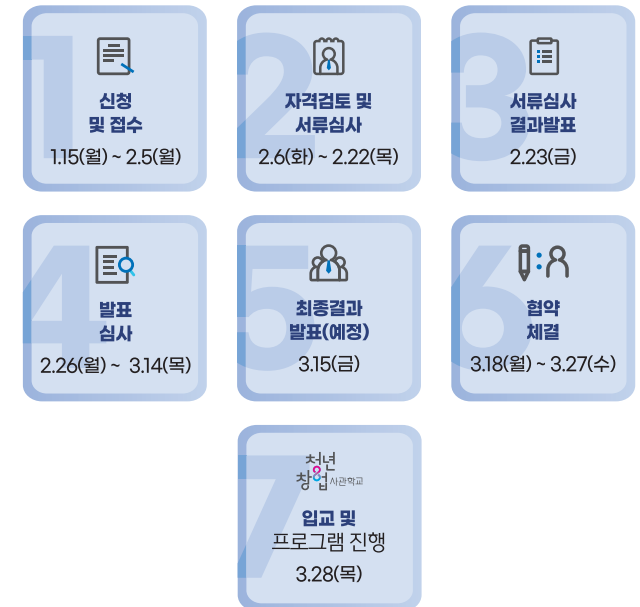 1
신청
및 접수
1.15(월) ~ 2.5(월)
2
자격검토 및
서류심사
2.6(화) ~ 2.22(목)
3
서류심사
결과발표
2.23(금)
4
발표
심사
2.26(월) ~ 3.14(목)
5
최종결과
발표(예정)
3.15(금)
6
협약
체결
3.18(월) ~ 3.27(수)
7
청년
창업 사관학교
입교 및
프로그램 진행
3.28(목)